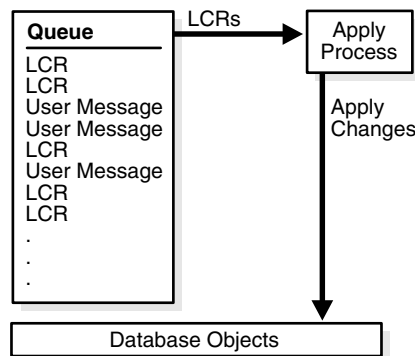 Queue
LCR
LCR
User Message
User Message
LCR
User Message
LCR
LCR
.
.
.
LCRs
Apply
Process
Apply
Changes
Database Objects